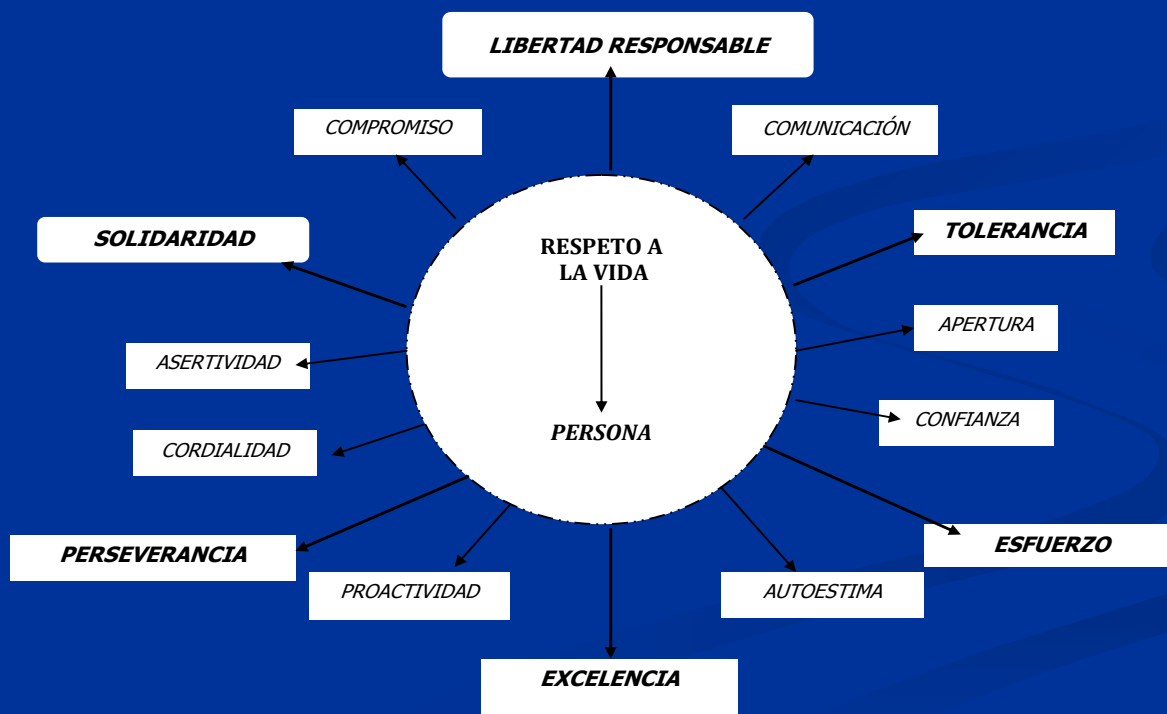 LIBERTAD RESPONSABLE
COMPROMISO
COMUNICACIÓN
SOLIDARIDAD
TOLERANCIA
RESPETO A
LA VIDA
APERTURA
ASERTIVIDAD
CONFIANZA
PERSONA
CORDIALIDAD
PERSEVERANCIA
ESFUERZO
PROACTIVIDAD
AUTOESTIMA
EXCELENCIA